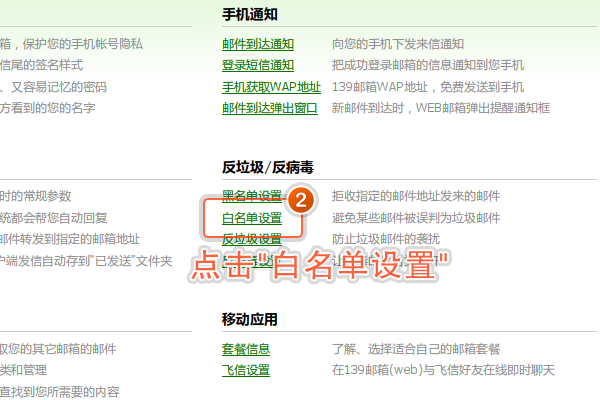 手机通知
箱，保护您的手机帐号隐私
邮件到达通知 向您的手机下发来信通知
信尾的签名样式
登录短信通知 把成功登录邮箱的信息通知到您手机
、又容易记忆的密码
手机获取WAP地址 139邮箱WAP地址，免费发送到手机
方看到的您的名字
邮件到达弹出窗口 新邮件到达时，WEB邮箱弹出提醒通知框
反垃圾/反病毒
时的常规参数
黑名单设置 拒收指定的邮件地址发来的邮件
2
统都会帮您自动回复
白名单设置 避免某些邮件被误判为垃圾邮件
邮件转发到指定的邮箱地址
反垃圾设置 防止垃圾邮件的袭扰
户端发信自动存到“已发送”文件夹
点击"白名单设置"
移动应用
取您的其它邮箱的邮件
套餐信息 了解、选择适合自己的邮箱套餐
类和管理
飞信设置 在139邮箱(web)与飞信好友在线即时聊天
查找到您所需要的内容